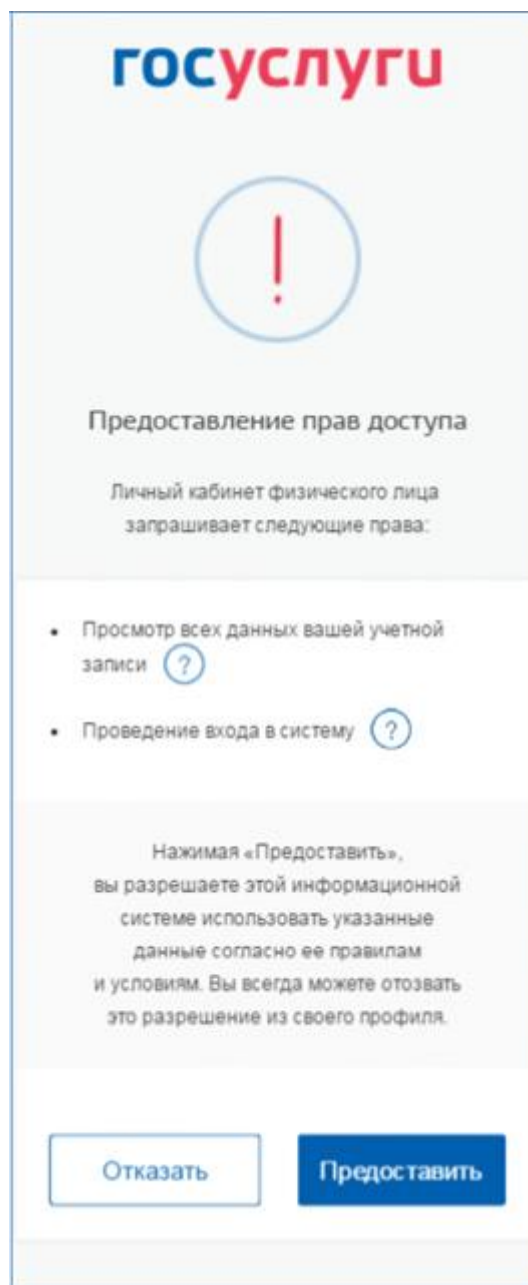 госуслуги
!
Предоставление прав доступа
Личный кабинет физического лица
запрашивает следующие права:
• Просмотр всех данных вашей учетной
записи ?
• Проведение входа в систему ?
Нажимая «Предоставить»,
вы разрешаете этой информационной
системе использовать указанные
данные согласно ее правилам
и условиям. Вы всегда можете отозвать
это разрешение из своего профиля.
Отказать Предоставить